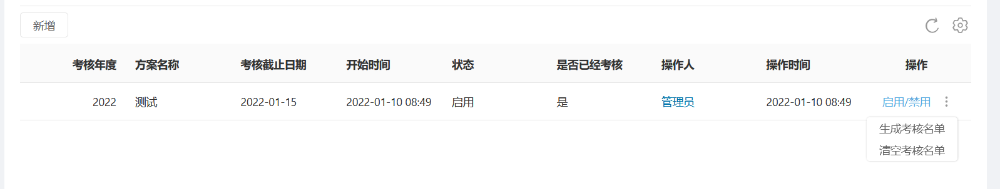 新增
考核年度 方案名称 考核截止日期 开始时间 状态 是否已经考核 操作人 操作时间 操作
2022 测试 2022-01-15 2022-01-10 08:49 启用 是 管理员 2022-01-10 08:49 启用/禁用
生成考核名单
清空考核名单